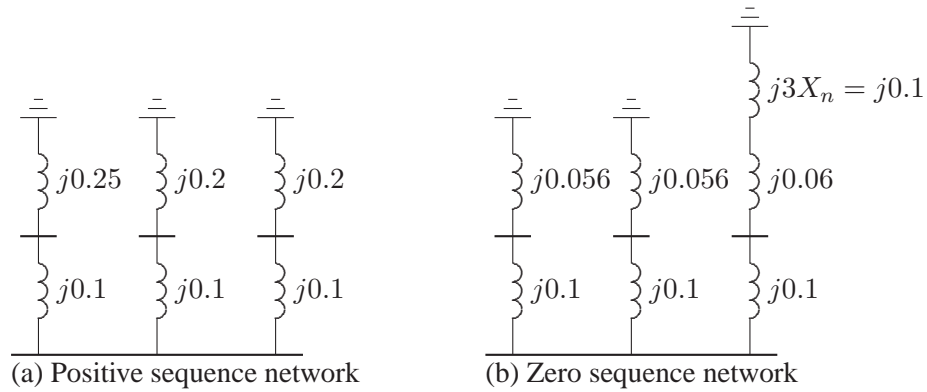 j3Xₙ = j0.1
j0.25 j0.2 j0.2 j0.056 j0.056 j0.06
j0.1 j0.1 j0.1 j0.1 j0.1 j0.1
(a) Positive sequence network (b) Zero sequence network